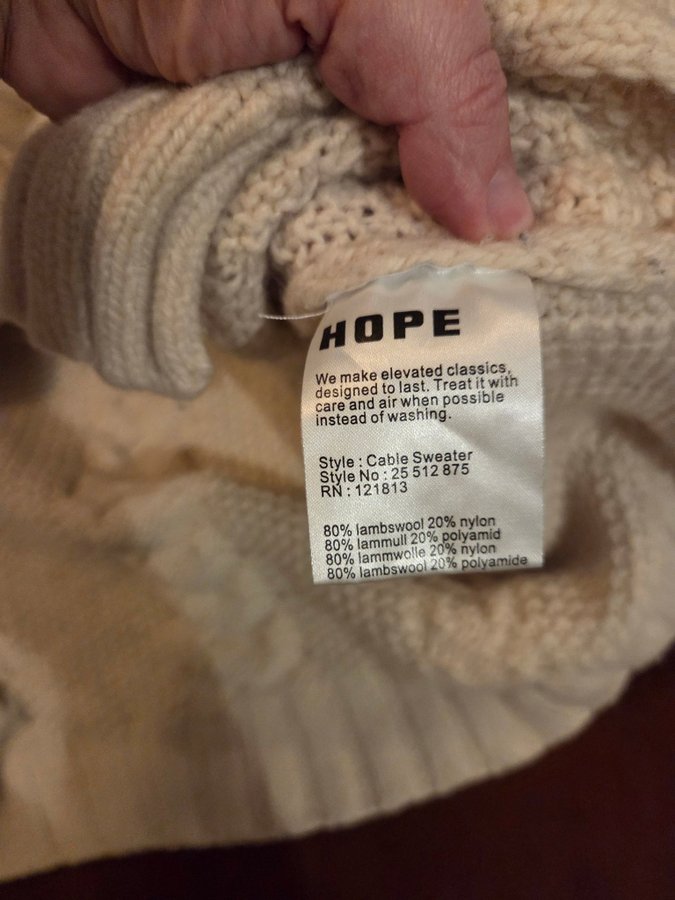 HOPE
We make elevated classics,
designed to last. Treat it with
care and air when possible
instead of washing.
Style : Cable Sweater
Style No : 25 512 875
RN : 121813
80% lambswool 20% nylon
80% lammull 20% polyamid
80% lammwolle 20% nylon
80% lambswool 20% polyamide